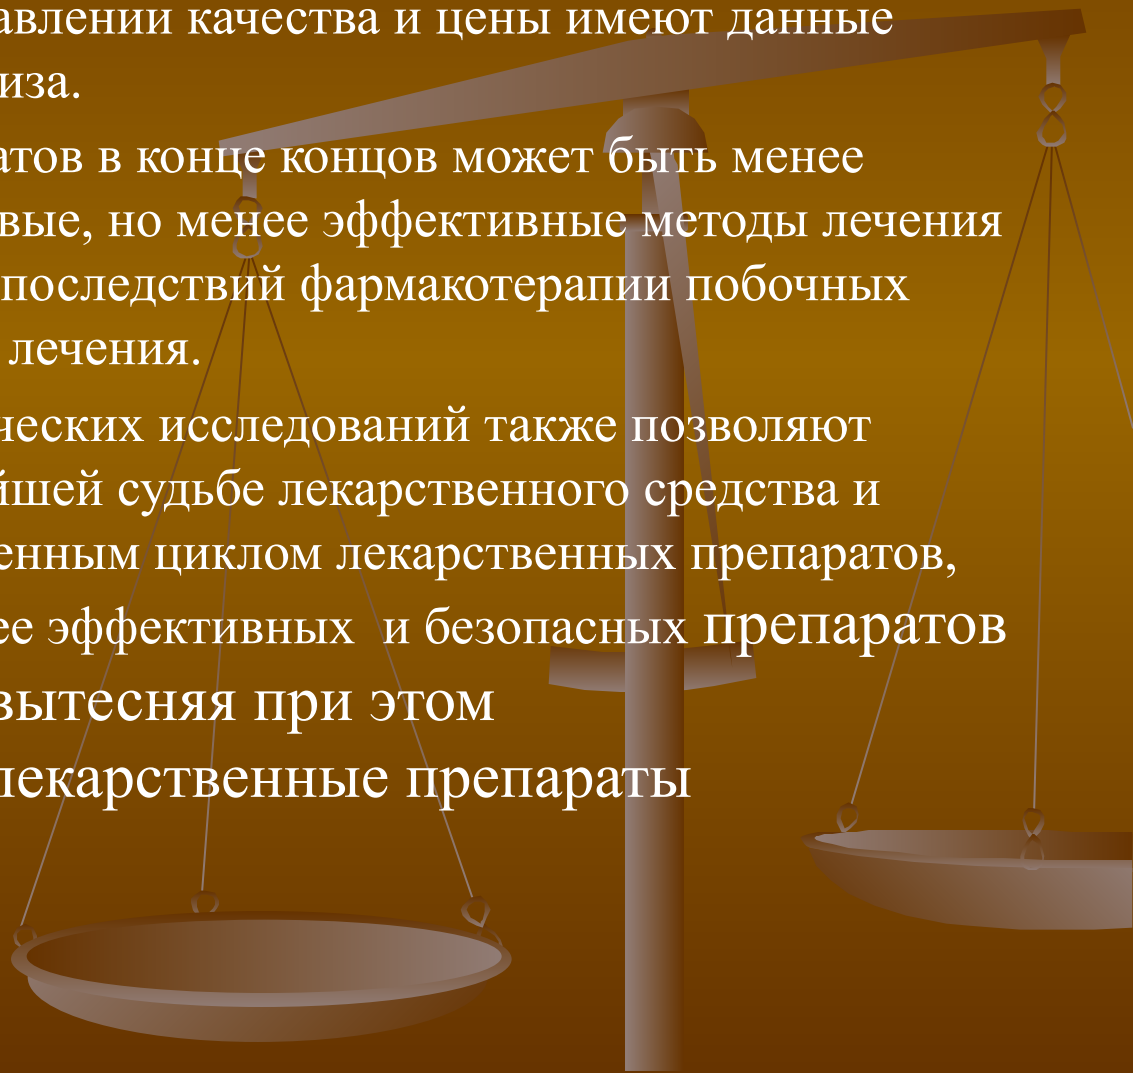 авлении качества и цены имеют данные
иза.
атов в конце концов может быть менее
вые, но менее эффективные методы лечения
последствий фармакотерапии побочных
лечения.
ческих исследований также позволяют
йшей судьбе лекарственного средства и
енным циклом лекарственных препаратов,
ее эффективных и безопасных препаратов
вытесняя при этом
лекарственные препараты